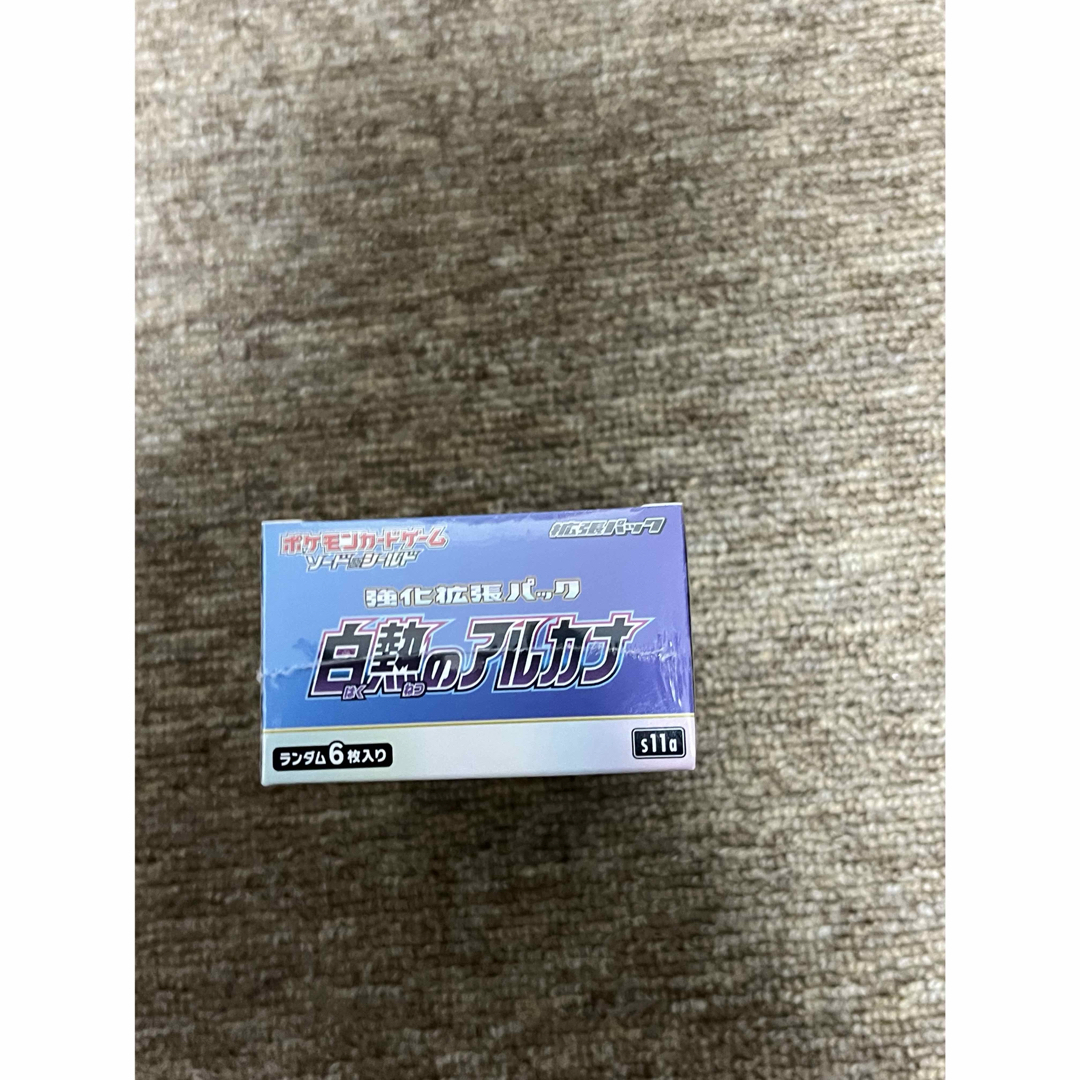 ポケモンカードゲーム
ソード&シールド
拡張パック
強化拡張パック
白熱のアルカナ
はく ねつ
ランダム6枚入り
s11a